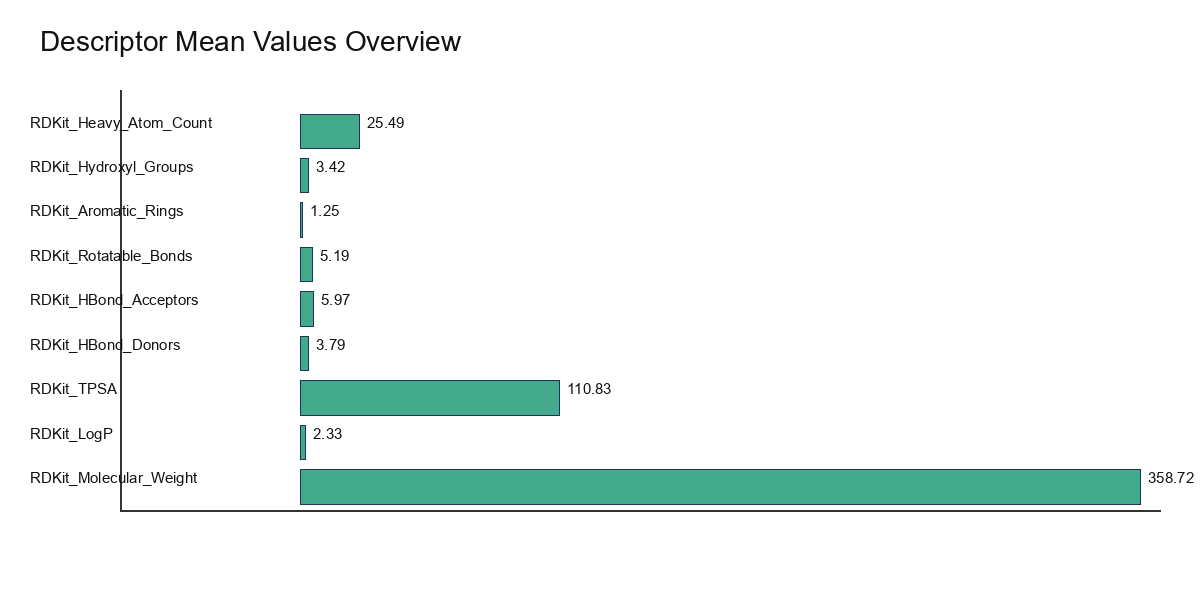 Descriptor Mean Values Overview
RDKit_Heavy_Atom_Count 25.49
RDKit_Hydroxyl_Groups 3.42
RDKit_Aromatic_Rings 1.25
RDKit_Rotatable_Bonds 5.19
RDKit_HBond_Acceptors 5.97
RDKit_HBond_Donors 3.79
RDKit_TPSA 110.83
RDKit_LogP 2.33
RDKit_Molecular_Weight 358.72